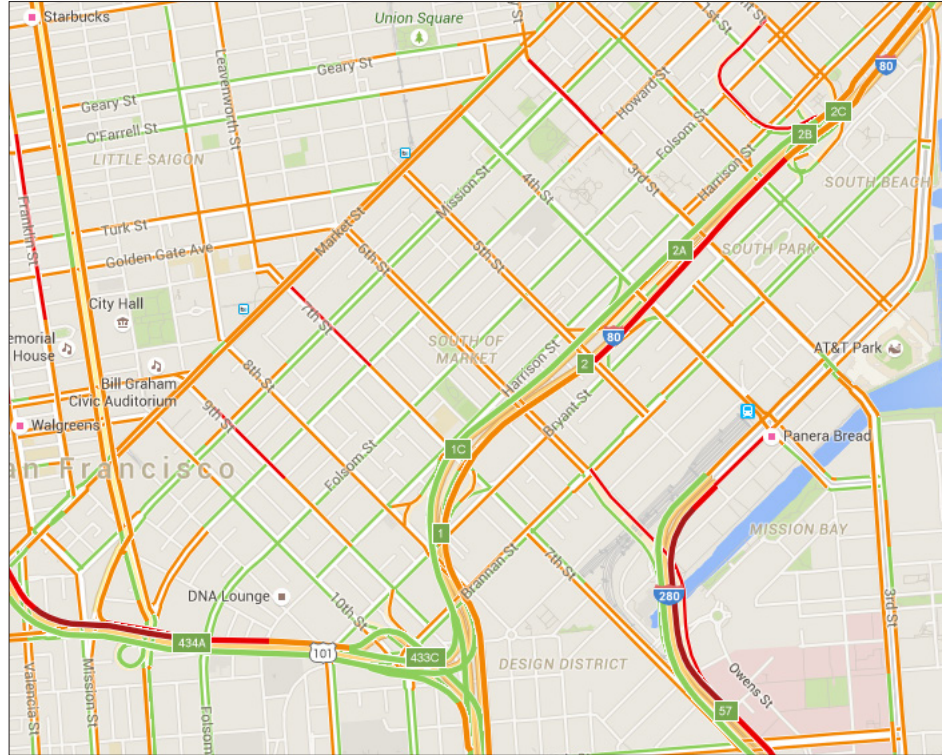 Starbucks
Union Square
1st St
80
Geary St
Leavenworth St
Howard St
Folsom St
2C
2B
Geary St
O'Farrell St
LITTLE SAIGON
Mission St
4th St
3rd St
Harrison St
SOUTH BEACH
Franklin St
Turk St
Golden Gate Ave
Market St
6th St
5th St
2A
SOUTH PARK
City Hall
7th St
SOUTH OF
MARKET
80
AT&T Park
House
Bill Graham
Civic Auditorium
8th St
Harrison St
2
Walgreens
9th St
Folsom St
Bryant St
Panera Bread
an Francisco
1C
MISSION BAY
1
Brannan St
7th St
DNA Lounge
10th St
280
3rd St
434A
101
433C
DESIGN DISTRICT
Owens St
57
Valencia St
Mission St
Folsom